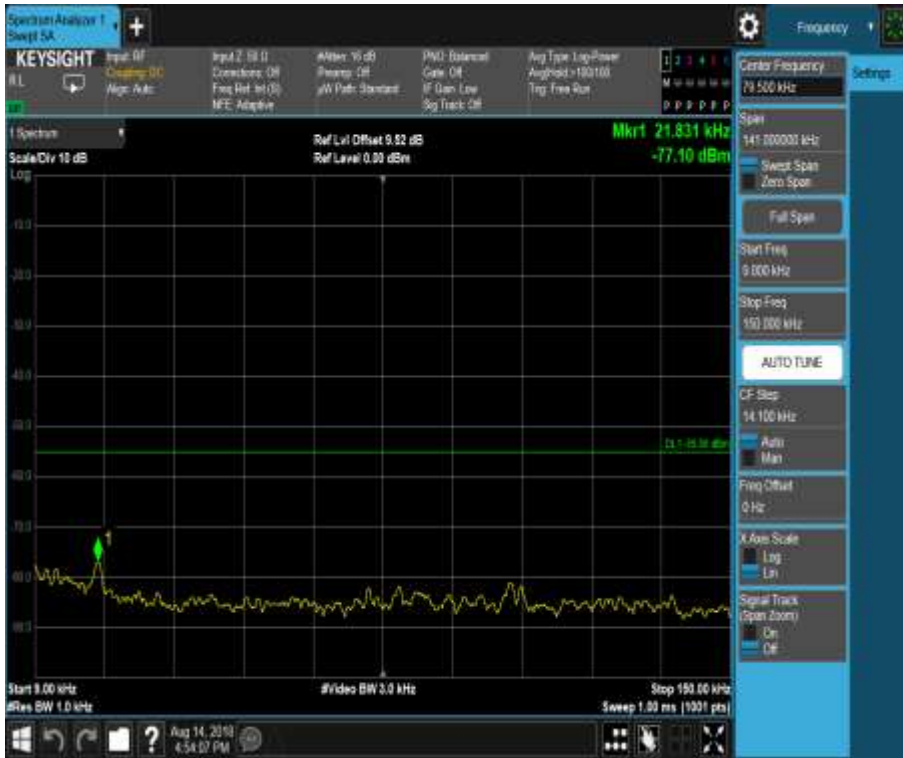 Spectrum Analyzer 1
Swept SA
Frequency
KEYSIGHT
Input: RF
Coupling: DC
Align: Auto
Input Z: 50 Ω
Corrections: Off
Freq Ref: Int (S)
NFE: Adaptive
#Atten: 16 dB
Preamp: Off
µW Path: Standard
PNO: Balanced
Gate: Off
IF Gain: Low
Sig Track: Off
Avg Type: Log-Power
Avg|Hold:>100/100
Trig: Free Run
1 2 3 4 5 6
P P P P P P
Center Frequency
79.500 kHz
Settings
Span
141.000000 kHz
Swept Span
Zero Span
Full Span
Start Freq
9.000 kHz
Stop Freq
150.000 kHz
AUTO TUNE
CF Step
14.100 kHz
Auto
Man
Freq Offset
0 Hz
X Axis Scale
Log
Lin
Signal Track
(Span Zoom)
On
Off
1 Spectrum
Scale/Div 10 dB
Log
Ref Lvl Offset 9.52 dB
Ref Level 0.00 dBm
Mkr1 21.831 kHz
-77.10 dBm
1
Start 9.00 kHz
#Res BW 1.0 kHz
#Video BW 3.0 kHz
Stop 150.00 kHz
Sweep 1.00 ms (1001 pts)
?
Aug 14, 2018
4:54:07 PM